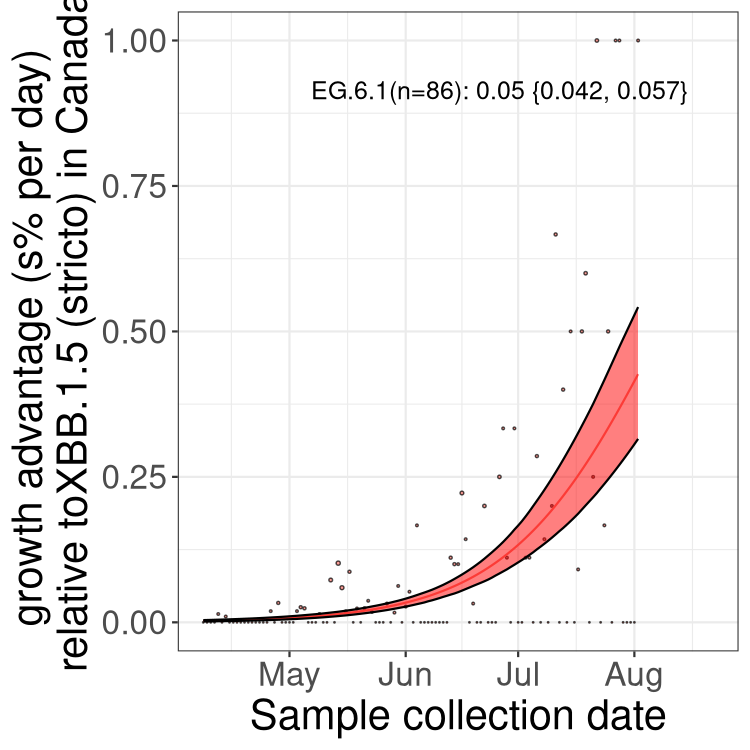 growth advantage (s% per day)
relative toXBB.1.5 (stricto) in Canada
1.00
0.75
0.50
0.25
0.00
EG.6.1(n=86): 0.05 {0.042, 0.057}
May Jun Jul Aug
Sample collection date